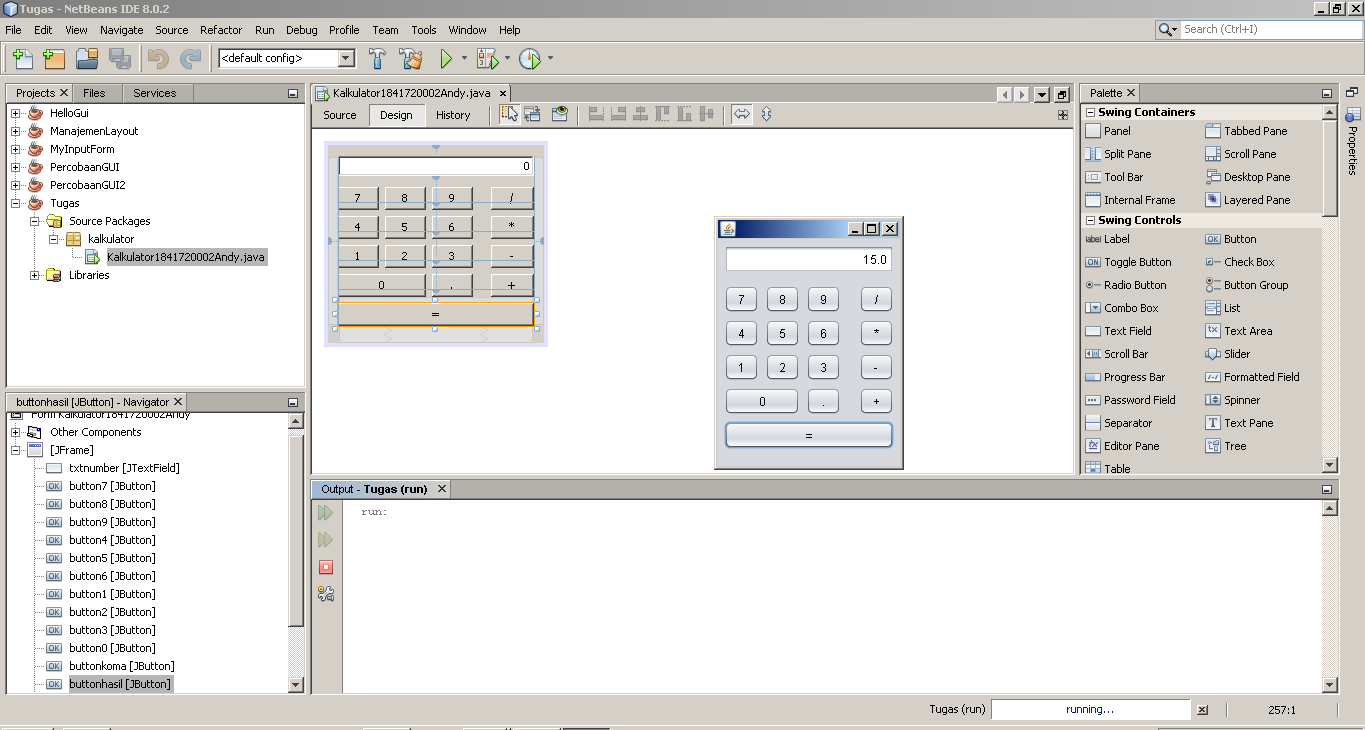 Tugas - NetBeans IDE 8.0.2
File Edit View Navigate Source Refactor Run Debug Profile Team Tools Window Help
Search (Ctrl+I)
<default config>
Projects Files Services
HelloGui
ManajemenLayout
MyInputForm
PercobaanGUI
PercobaanGUI2
Tugas
Source Packages
kalkulator
Kalkulator1841720002Andy.java
Libraries
buttonhasil [JButton] - Navigator
Form Kalkulator1841720002Andy
Other Components
[JFrame]
txtnumber [JTextField]
button7 [JButton]
button8 [JButton]
button9 [JButton]
button4 [JButton]
button5 [JButton]
button6 [JButton]
button1 [JButton]
button2 [JButton]
button3 [JButton]
button0 [JButton]
buttonkoma [JButton]
buttonhasil [JButton]
Kalkulator1841720002Andy.java
Source Design History
0
7 8 9 /
4 5 6 *
1 2 3 -
0 . +
=
15.0
7 8 9 /
4 5 6 *
1 2 3 -
0 . +
=
Output - Tugas (run)
run:
Palette
Swing Containers
Panel Tabbed Pane
Split Pane Scroll Pane
Tool Bar Desktop Pane
Internal Frame Layered Pane
Swing Controls
label Label OK Button
ON Toggle Button Check Box
Radio Button Button Group
Combo Box List
Text Field Text Area
Scroll Bar Slider
Progress Bar Formatted Field
Password Field Spinner
Separator Text Pane
Editor Pane Tree
Table
Properties
Tugas (run) running... 257:1